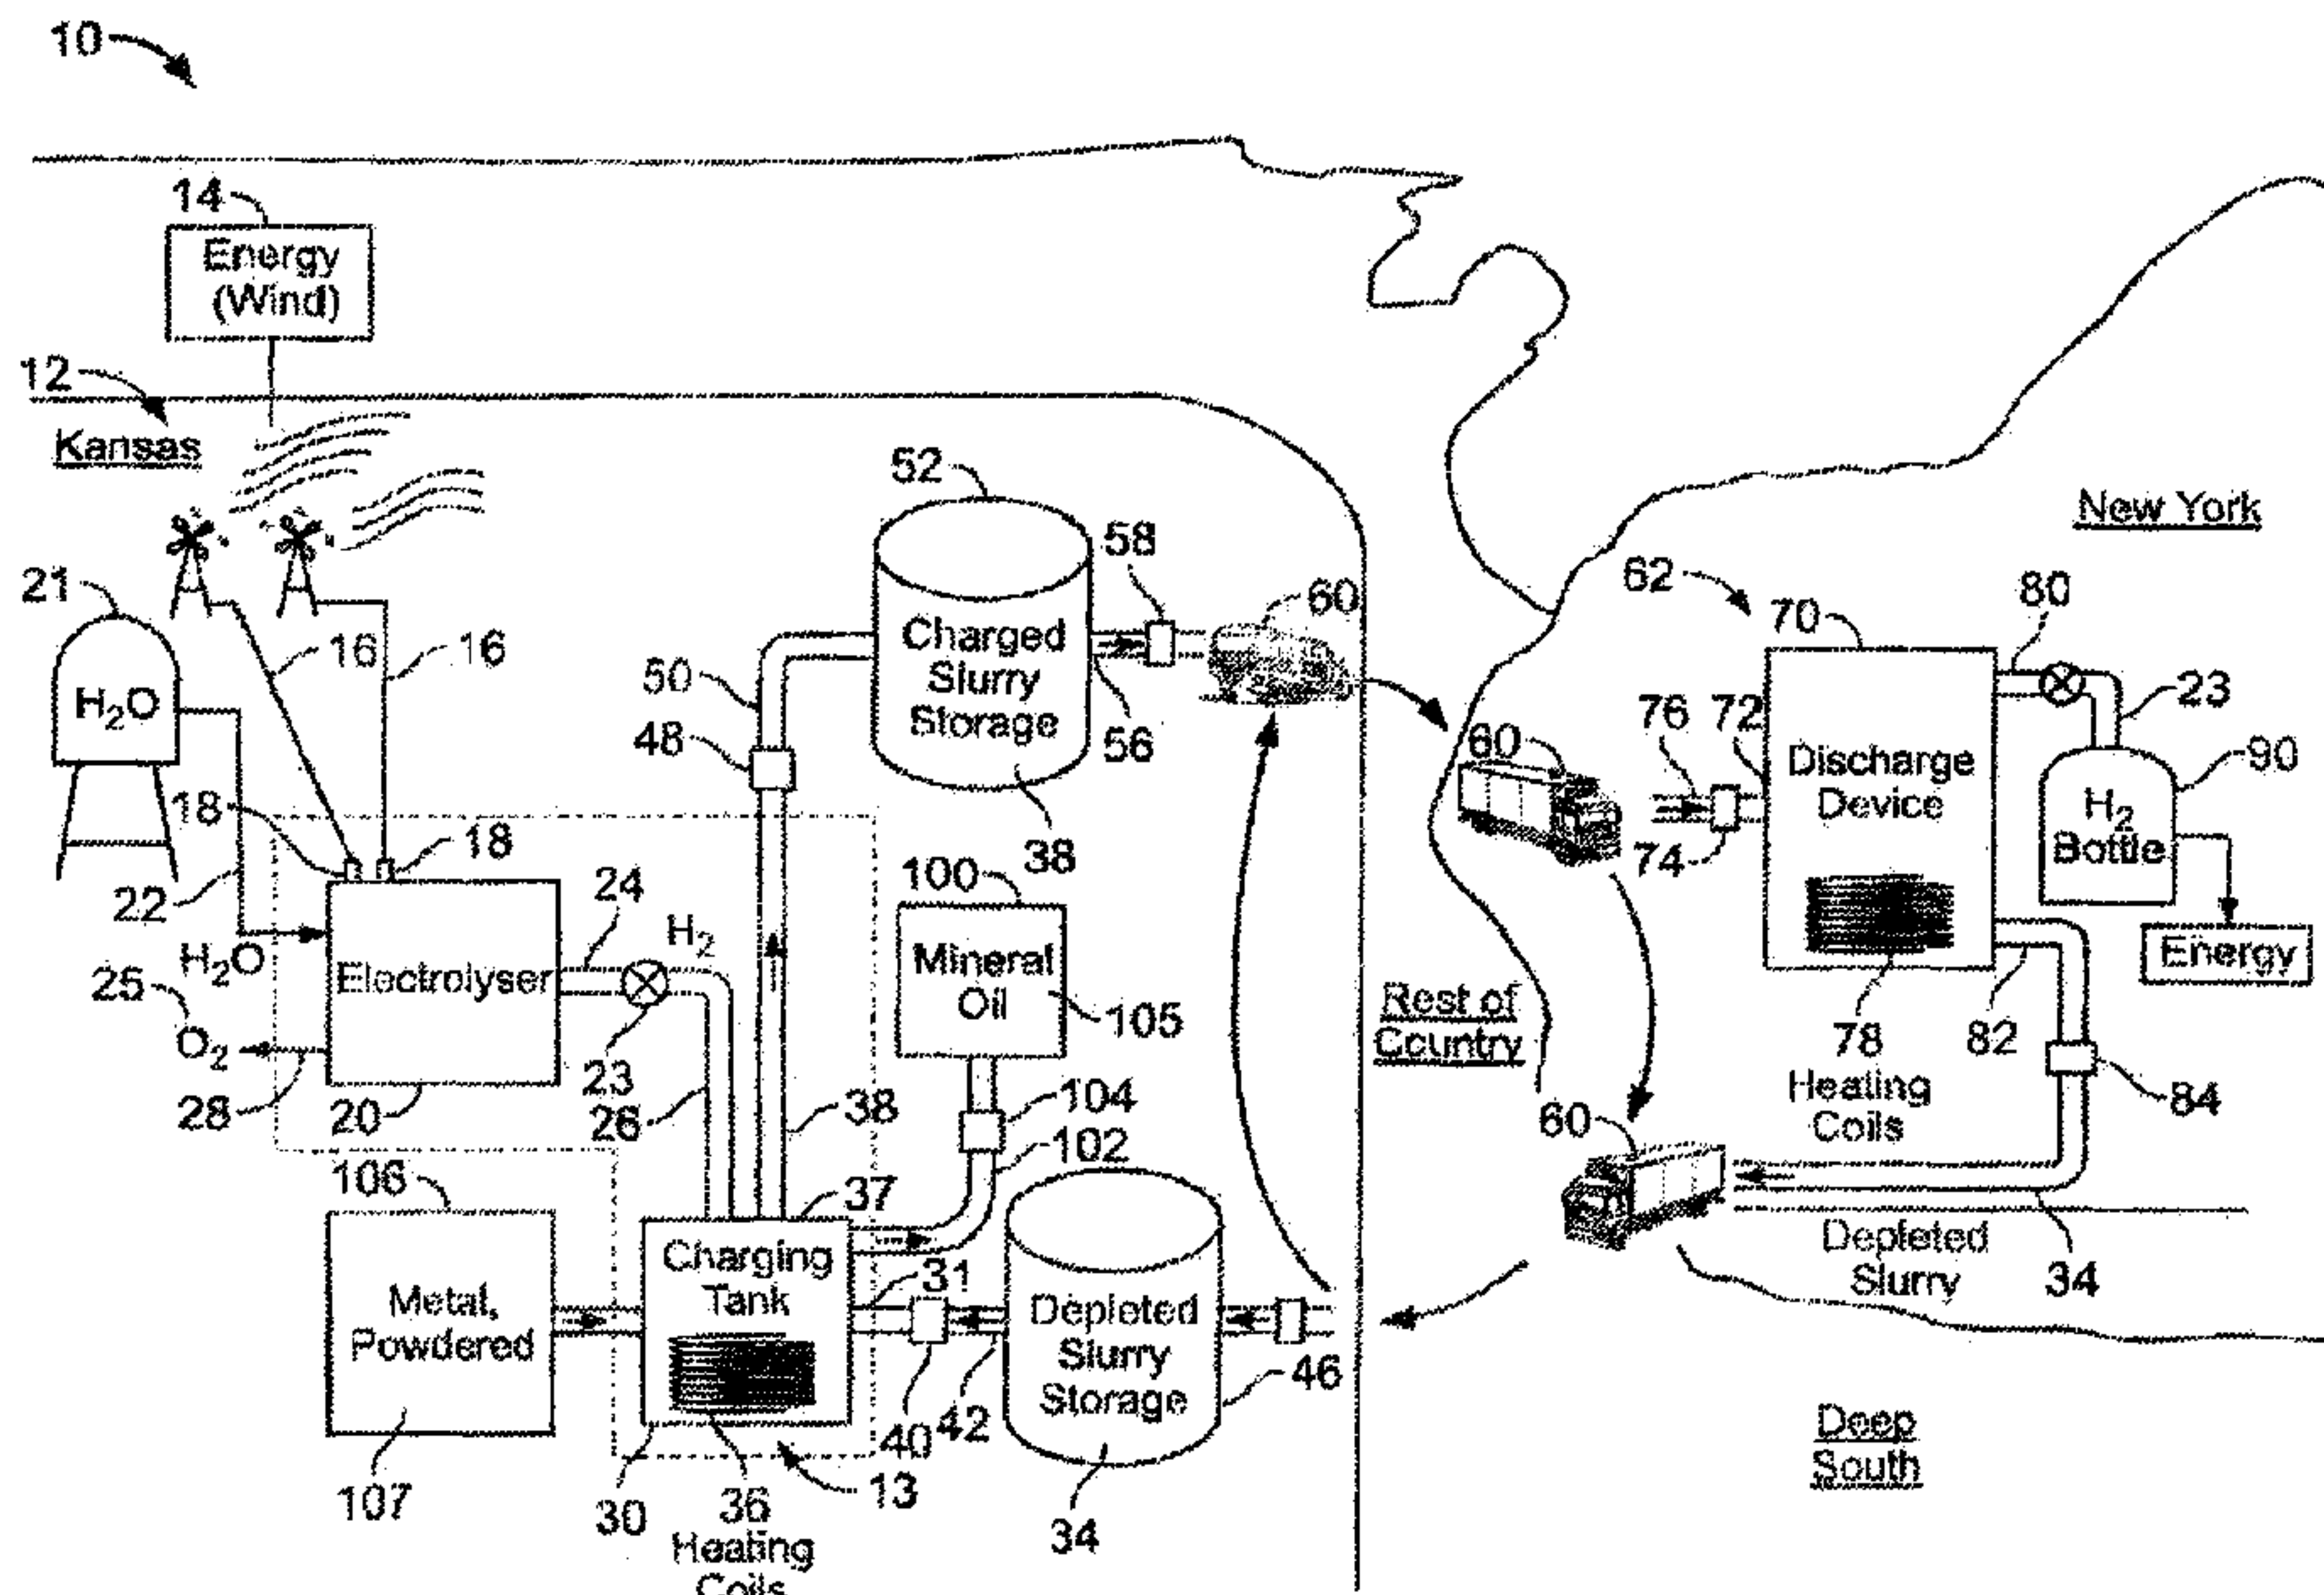 10
14
Energy
(Wind)
12
Kansas
52
58
60
New York
62
80
70
21
16
16
H2O
50
Charged
Slurry
Storage
56
48
38
76
72
60
23
74
Discharge
Device
90
H2
Bottle
Energy
18
18
22
H2O
25
O2
28
Electrolyser
20
24
H2
23
26
38
100
Mineral
Oil
105
104
102
Rest of
Country
78
Heating
Coils
82
84
60
Depleted
Slurry
34
106
Metal,
Powdered
107
37
Charging
Tank
31
30
36
Heating
Coils
13
40
42
Depleted
Slurry
Storage
46
34
Deep
South